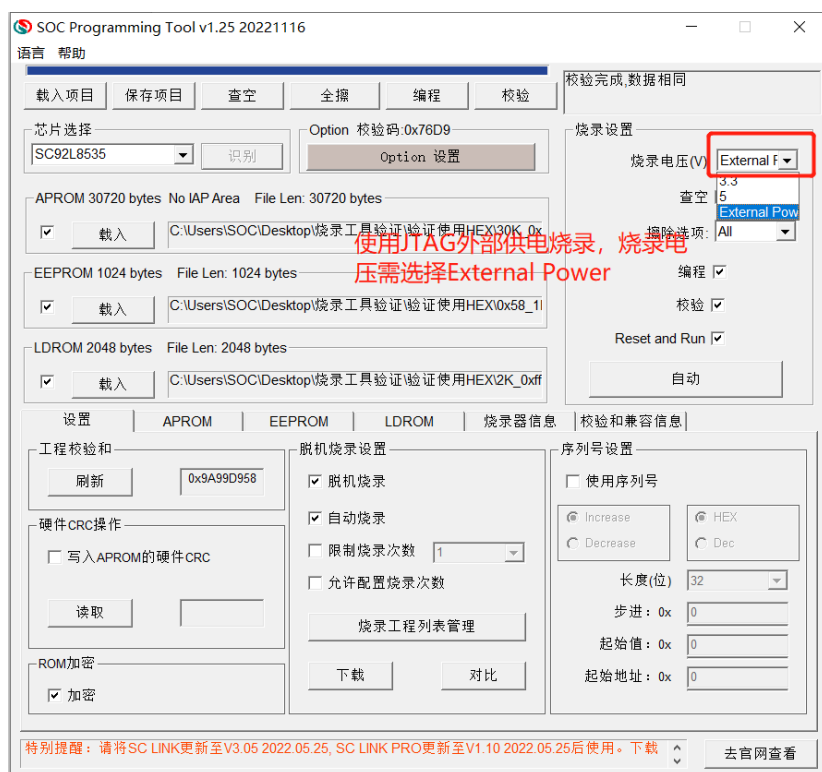 SOC Programming Tool v1.25 20221116
语言 帮助
载入项目 保存项目 查空 全擦 编程 校验
校验完成,数据相同
芯片选择
SC92L8535 识别
Option 校验码:0x76D9
Option 设置
烧录设置
烧录电压(V) External F
3.3
5
External Pow
查空
擦除选项: All
编程
校验
Reset and Run
自动
APROM 30720 bytes No IAP Area File Len: 30720 bytes
载入 C:\Users\SOC\Desktop\烧录工具验证\验证使用HEX\30K_0x
使用JTAG外部供电烧录，烧录电
压需选择External Power
EEPROM 1024 bytes File Len: 1024 bytes
载入 C:\Users\SOC\Desktop\烧录工具验证\验证使用HEX\0x58_1
LDROM 2048 bytes File Len: 2048 bytes
载入 C:\Users\SOC\Desktop\烧录工具验证\验证使用HEX\2K_0xff
设置 APROM EEPROM LDROM 烧录器信息 校验和兼容信息
工程校验和
刷新 0x9A99D958
硬件CRC操作
写入APROM的硬件CRC
读取
ROM加密
加密
脱机烧录设置
脱机烧录
自动烧录
限制烧录次数 1
允许配置烧录次数
烧录工程列表管理
下载 对比
序列号设置
使用序列号
Increase HEX
Decrease Dec
长度(位) 32
步进：0x 0
起始值：0x 0
起始地址：0x 0
特别提醒：请将SC LINK更新至V3.05 2022.05.25, SC LINK PRO更新至V1.10 2022.05.25后使用。下载
去官网查看